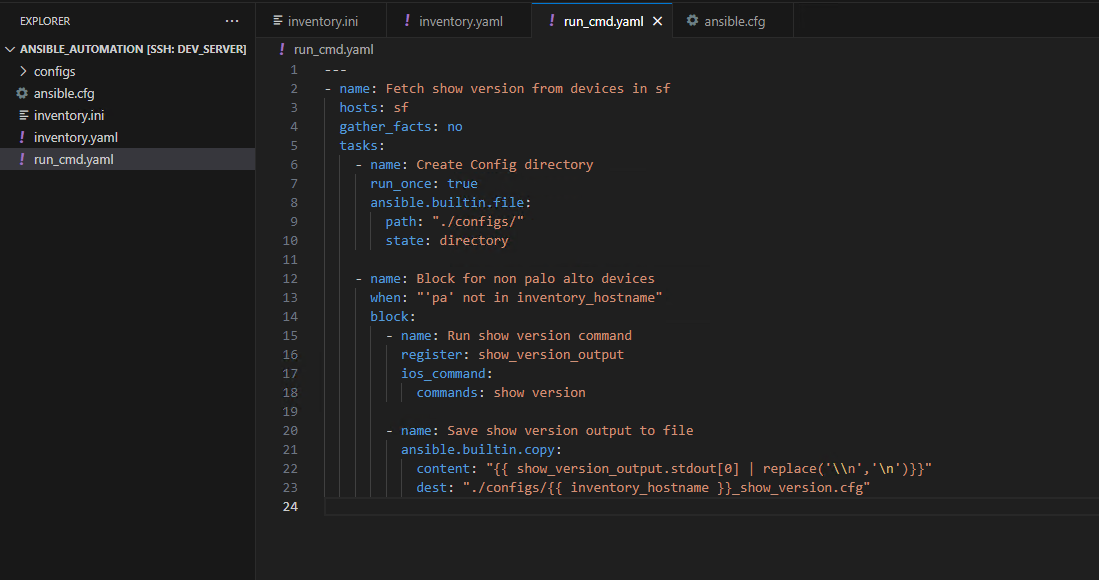 EXPLORER
ANSIBLE_AUTOMATION [SSH: DEV_SERVER]
configs
ansible.cfg
inventory.ini
! inventory.yaml
! run_cmd.yaml
inventory.ini ! inventory.yaml ! run_cmd.yaml ansible.cfg
! run_cmd.yaml
1 ---
2 - name: Fetch show version from devices in sf
3   hosts: sf
4   gather_facts: no
5   tasks:
6     - name: Create Config directory
7       run_once: true
8       ansible.builtin.file:
9         path: "./configs/"
10         state: directory
11
12     - name: Block for non palo alto devices
13       when: "'pa' not in inventory_hostname"
14       block:
15         - name: Run show version command
16           register: show_version_output
17           ios_command:
18             commands: show version
19
20         - name: Save show version output to file
21           ansible.builtin.copy:
22             content: "{{ show_version_output.stdout[0] | replace('\\n','\n')}}"
23             dest: "./configs/{{ inventory_hostname }}_show_version.cfg"
24